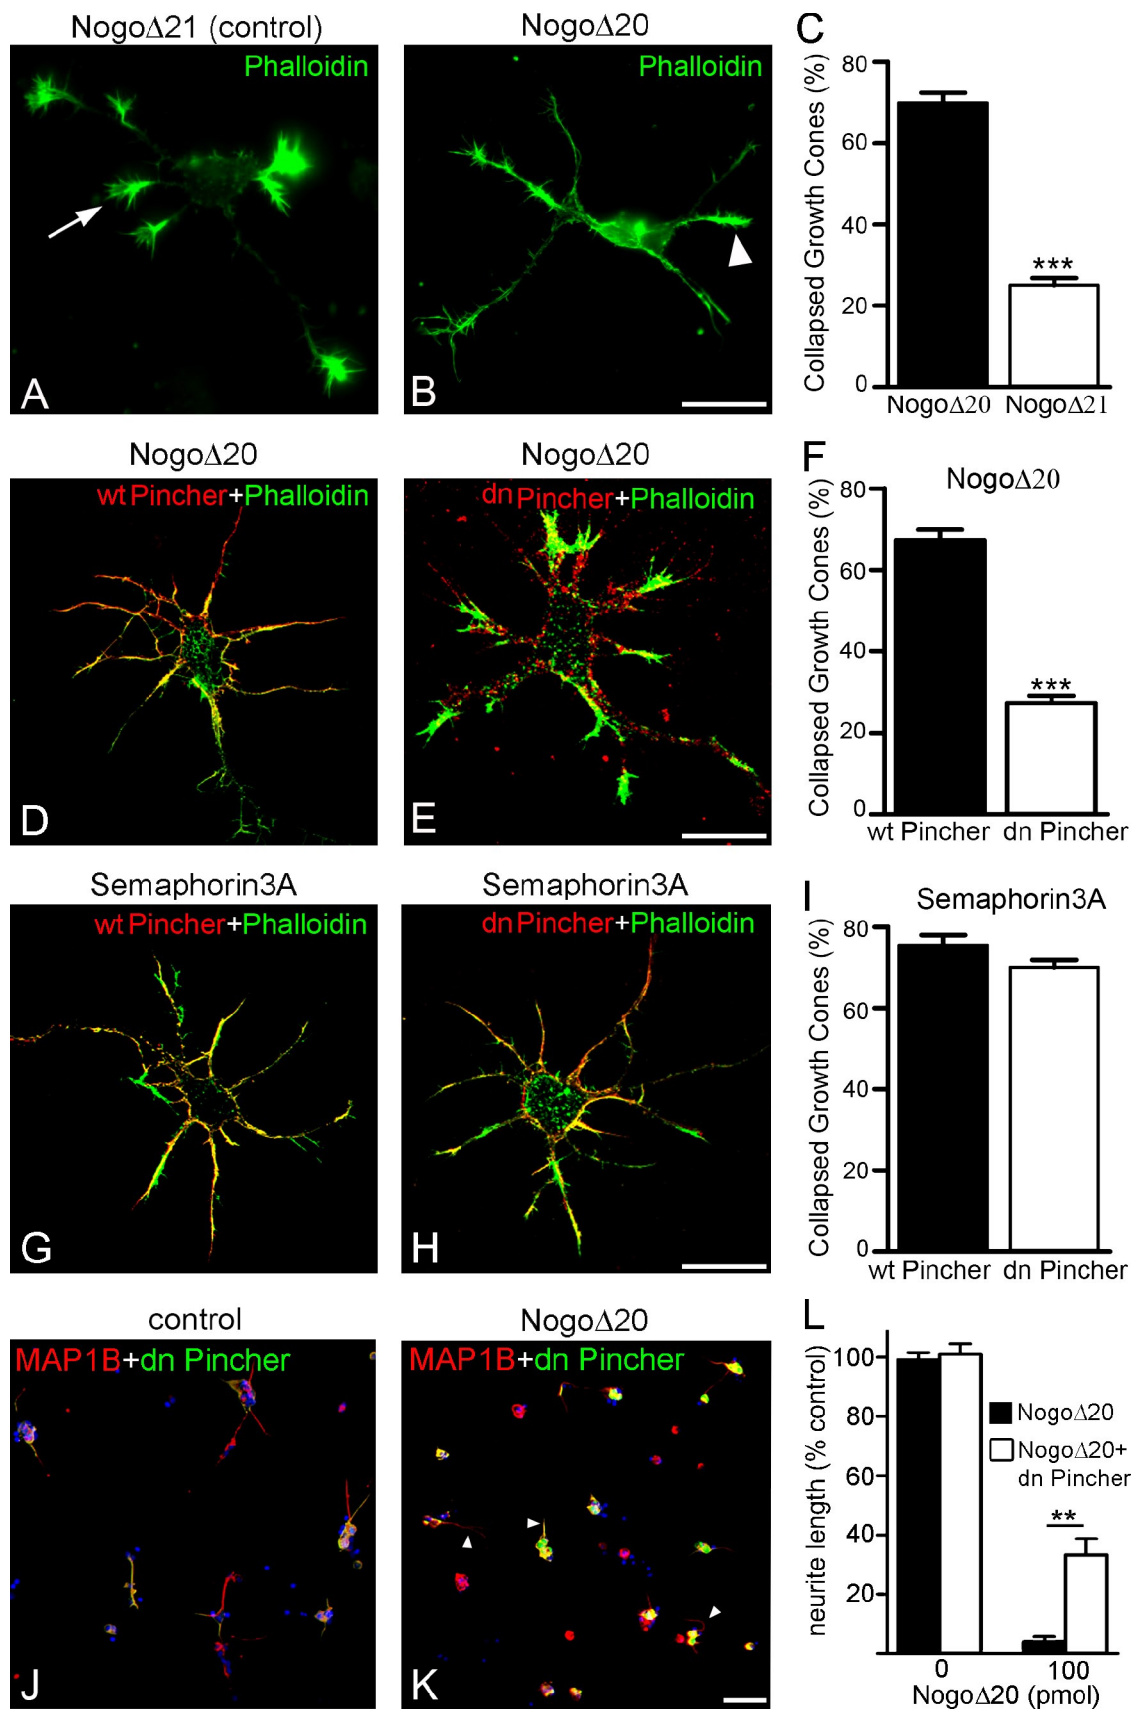 NogoΔ21 (control)
Phalloidin
A
NogoΔ20
Phalloidin
B
C
Collapsed Growth Cones (%)
80
60
40
20
0
***
NogoΔ20 NogoΔ21
NogoΔ20
wt Pincher+Phalloidin
D
NogoΔ20
dn Pincher+Phalloidin
E
F
NogoΔ20
Collapsed Growth Cones (%)
80
60
40
20
0
***
wt Pincher dn Pincher
Semaphorin3A
wt Pincher+Phalloidin
G
Semaphorin3A
dn Pincher+Phalloidin
H
I
Semaphorin3A
Collapsed Growth Cones (%)
80
60
40
20
0
wt Pincher dn Pincher
control
MAP1B+dn Pincher
J
NogoΔ20
MAP1B+dn Pincher
K
L
neurite length (% control)
100
80
60
40
20
NogoΔ20
NogoΔ20+
dn Pincher
**
0 100
NogoΔ20 (pmol)